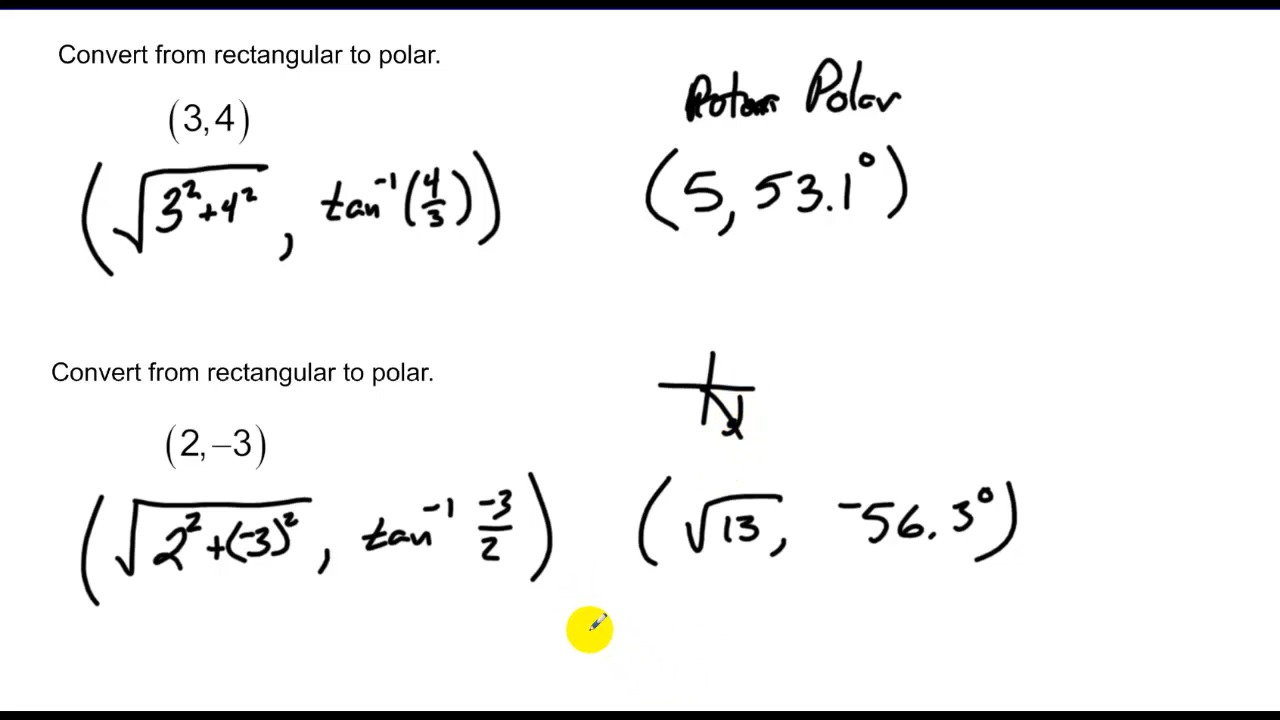 Convert from rectangular to polar.
(3,4)
Polar
(√3²+4², tan⁻¹(4/3))
(5, 53.1°)
Convert from rectangular to polar.
(2,−3)
(√2²+(-3)², tan⁻¹ -3/2)
(√13, -56.3°)